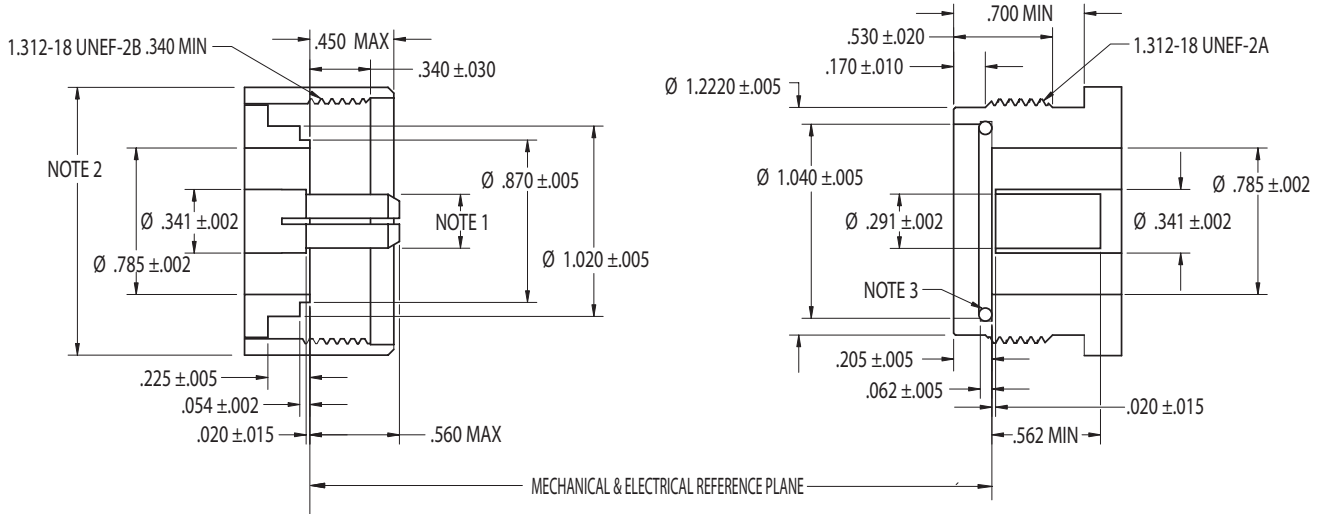 .450 MAX
1.312-18 UNEF-2B .340 MIN
.340 ±.030
NOTE 2
Ø .341 ±.002
Ø .785 ±.002
Ø .870 ±.005
NOTE 1
Ø 1.020 ±.005
.225 ±.005
.054 ±.002
.020 ±.015
.560 MAX
.700 MIN
.530 ±.020
1.312-18 UNEF-2A
.170 ±.010
Ø 1.2220 ±.005
Ø 1.040 ±.005
Ø .785 ±.002
Ø .291 ±.002
Ø .341 ±.002
NOTE 3
.205 ±.005
.062 ±.005
.020 ±.015
.562 MIN
MECHANICAL & ELECTRICAL REFERENCE PLANE